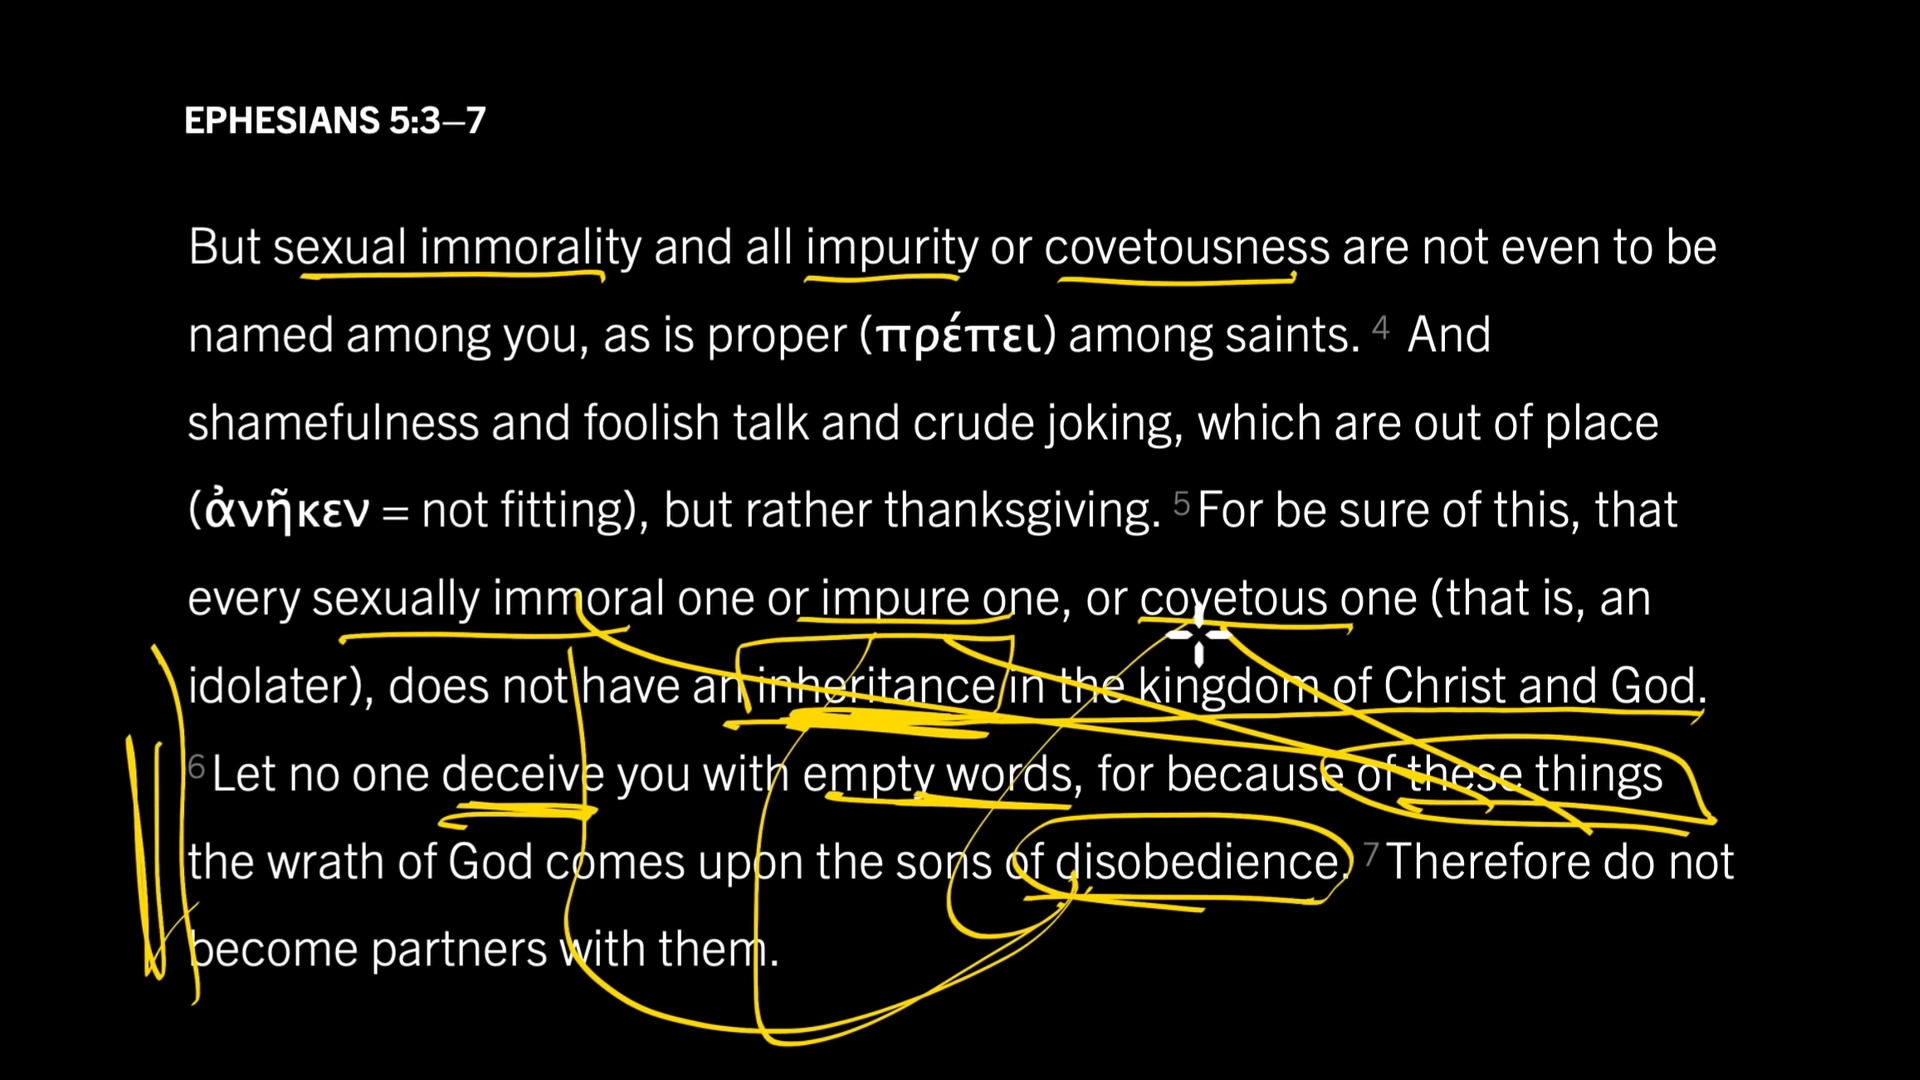 EPHESIANS 5:3–7
But sexual immorality and all impurity or covetousness are not even to be
named among you, as is proper (πρέπει) among saints. 4 And
shamefulness and foolish talk and crude joking, which are out of place
(ἀνῆκεν = not fitting), but rather thanksgiving. 5 For be sure of this, that
every sexually immoral one or impure one, or covetous one (that is, an
idolater), does not have an inheritance in the kingdom of Christ and God.
6 Let no one deceive you with empty words, for because of these things
the wrath of God comes upon the sons of disobedience. 7 Therefore do not
become partners with them.